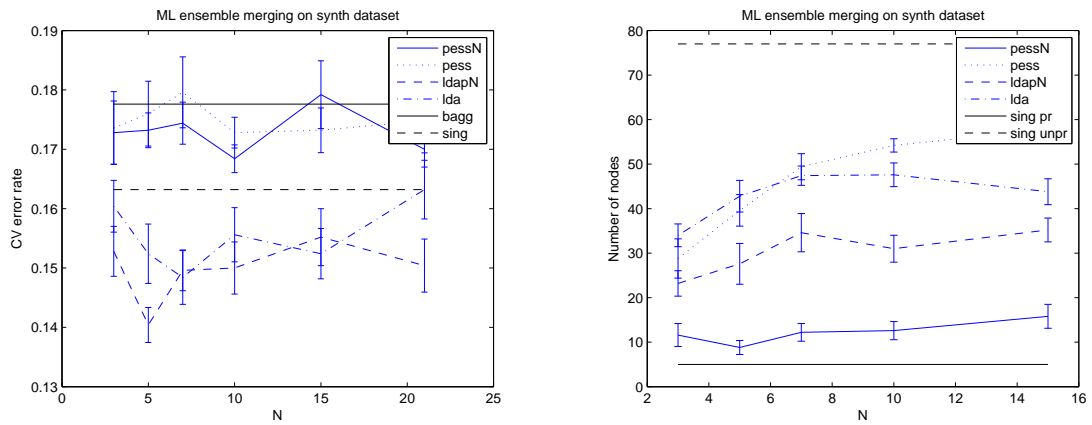 ML ensemble merging on synth dataset
0.19
0.18
0.17
0.16
0.15
0.14
0.13
CV error rate
0
5
10
15
20
25
N
pessN
pess
ldapN
lda
bagg
sing
ML ensemble merging on synth dataset
80
70
60
50
40
30
20
10
0
Number of nodes
2
4
6
8
10
12
14
16
N
pessN
pess
ldapN
lda
sing pr
sing unpr